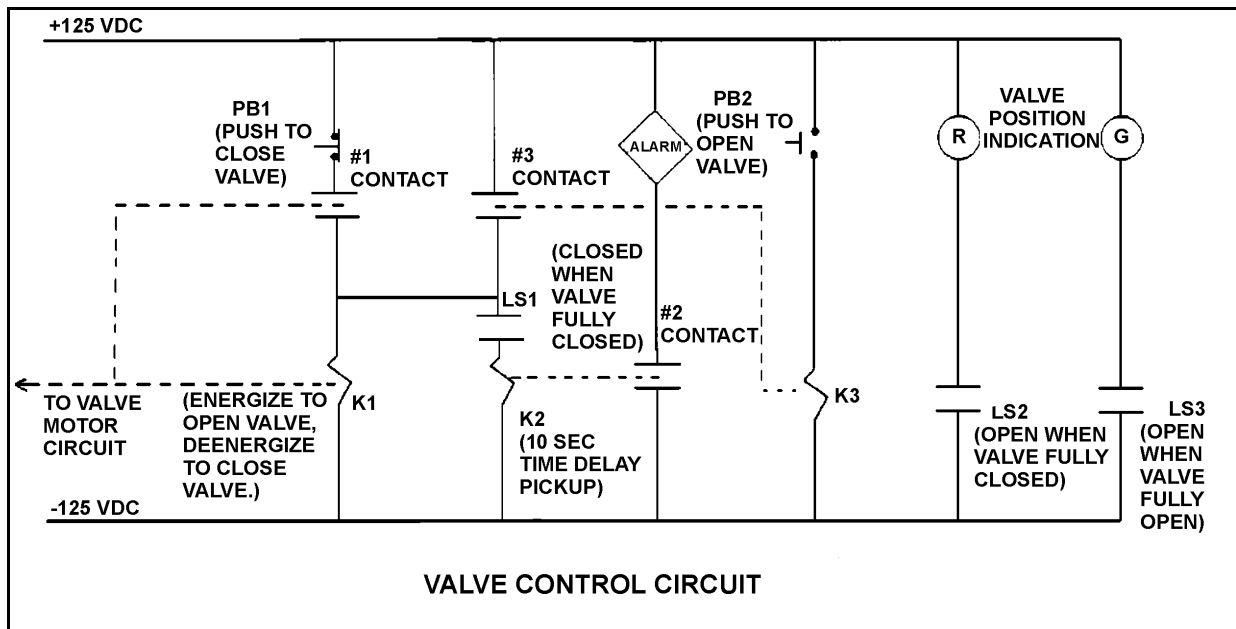 +125 VDC
PB1
(PUSH TO
CLOSE
VALVE)
#1
CONTACT
#3
CONTACT
ALARM
PB2
(PUSH TO
OPEN
VALVE)
R
VALVE
POSITION
INDICATION
G
(CLOSED
WHEN
VALVE
FULLY
CLOSED)
LS1
#2
CONTACT
TO VALVE
MOTOR
CIRCUIT
(ENERGIZE TO
OPEN VALVE,
DEENERGIZE
TO CLOSE
VALVE.)
K1
K2
(10 SEC
TIME DELAY
PICKUP)
K3
LS2
(OPEN WHEN
VALVE FULLY
CLOSED)
LS3
(OPEN
WHEN
VALVE
FULLY
OPEN)
-125 VDC
VALVE CONTROL CIRCUIT